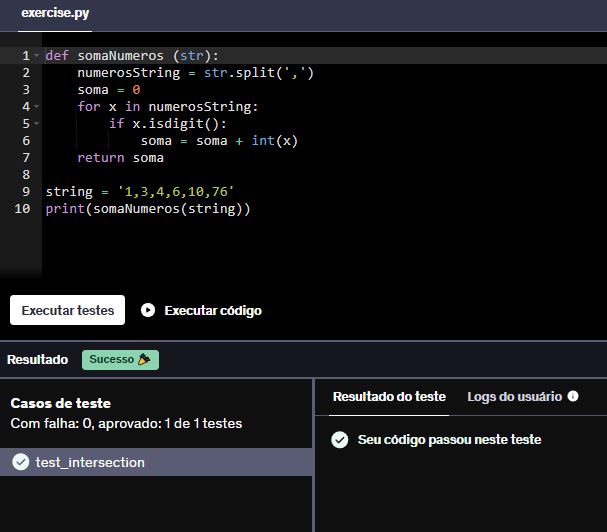 exercise.py
1 def somaNumeros (str):
2 numerosString = str.split(',')
3 soma = 0
4 for x in numerosString:
5 if x.isdigit():
6 soma = soma + int(x)
7 return soma
8
9 string = '1,3,4,6,10,76'
10 print(somaNumeros(string))
Executar testes Executar código
Resultado Sucesso
Casos de teste
Com falha: 0, aprovado: 1 de 1 testes
test_intersection
Resultado do teste Logs do usuário
Seu código passou neste teste